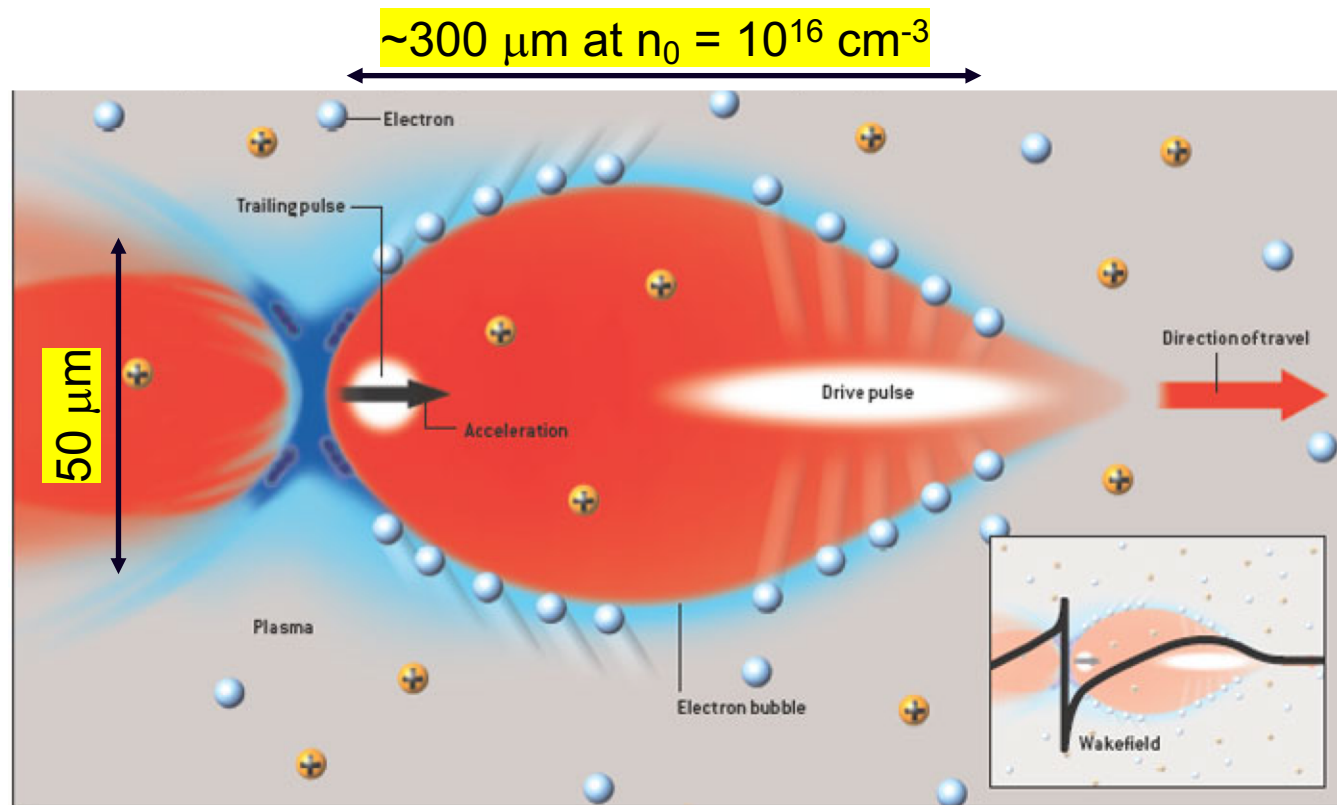 ~300 μm at n₀ = 10¹⁶ cm⁻³
Electron
Trailing pulse
Direction of travel
Drive pulse
50 μm
Acceleration
Plasma
Electron bubble
Wakefield